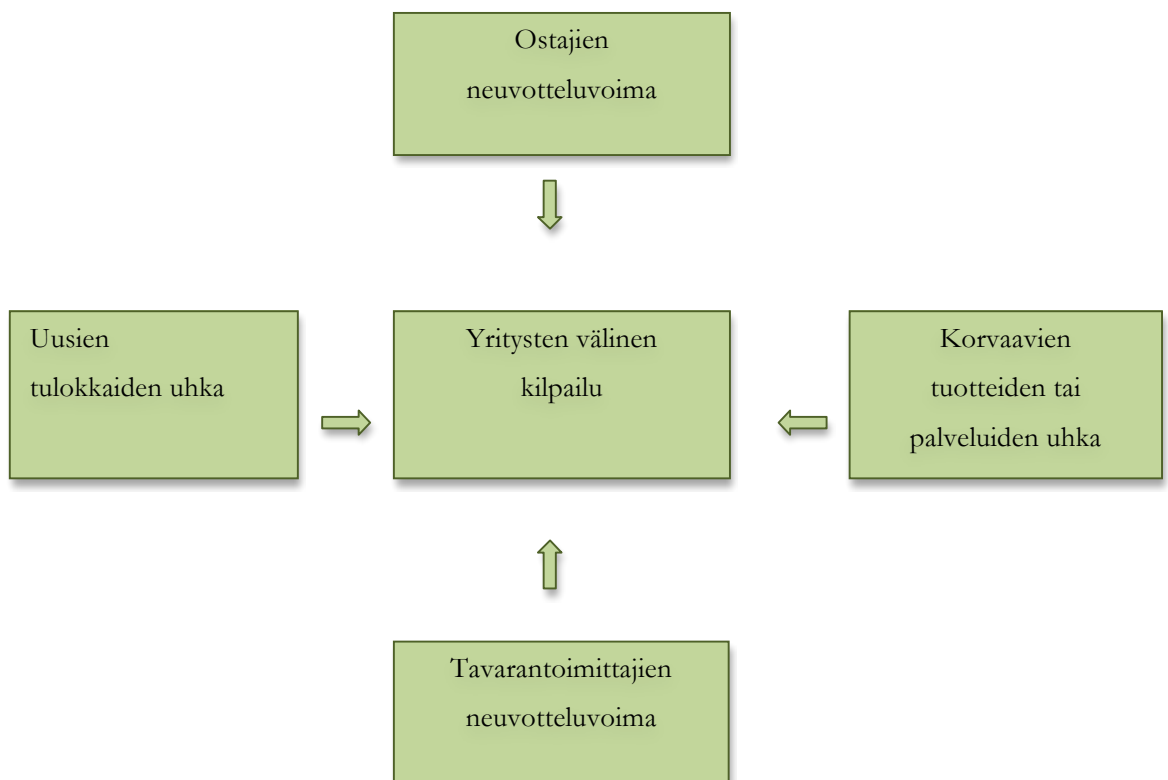 Ostajien
neuvotteluvoima
Uusien
tulokkaiden uhka
Yritysten välinen
kilpailu
Korvaavien
tuotteiden tai
palveluiden uhka
Tavarantoimittajien
neuvotteluvoima